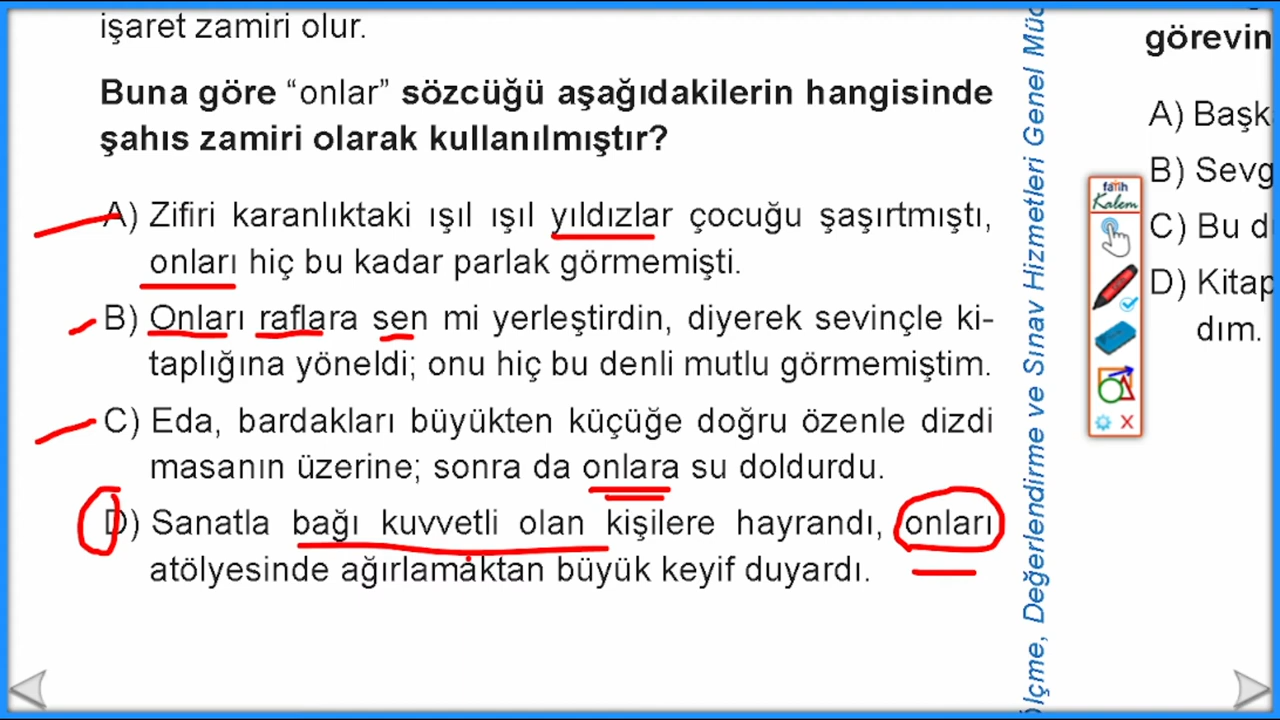 işaret zamiri olur.
Buna göre “onlar” sözcüğü aşağıdakilerin hangisinde
şahıs zamiri olarak kullanılmıştır?
A) Zifiri karanlıktaki ışıl ışıl yıldızlar çocuğu şaşırtmıştı,
onları hiç bu kadar parlak görmemişti.
B) Onları raflara sen mi yerleştirdin, diyerek sevinçle ki-
taplığına yöneldi; onu hiç bu denli mutlu görmemiştim.
C) Eda, bardakları büyükten küçüğe doğru özenle dizdi
masanın üzerine; sonra da onlara su doldurdu.
D) Sanatla bağı kuvvetli olan kişilere hayrandı, onları
atölyesinde ağırlamaktan büyük keyif duyardı.
Ölçme, Değerlendirme ve Sınav Hizmetleri Genel Müd
görevin
A) Başk
B) Sevg
C) Bu d
D) Kitap
dım.
fatih
Kalem